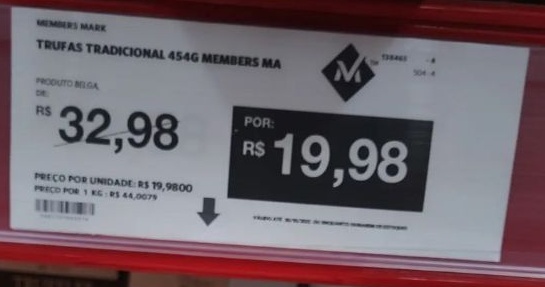 MEMBERS MARK
TRUFAS TRADICIONAL 454G MEMBERS MA
M
PRODUTO BELGA,
DE:
R$ 32,98
POR:
R$ 19,98
PREÇO POR UNIDADE: R$ 19,9800
PREÇO POR 1 KG : R$ 44,0079